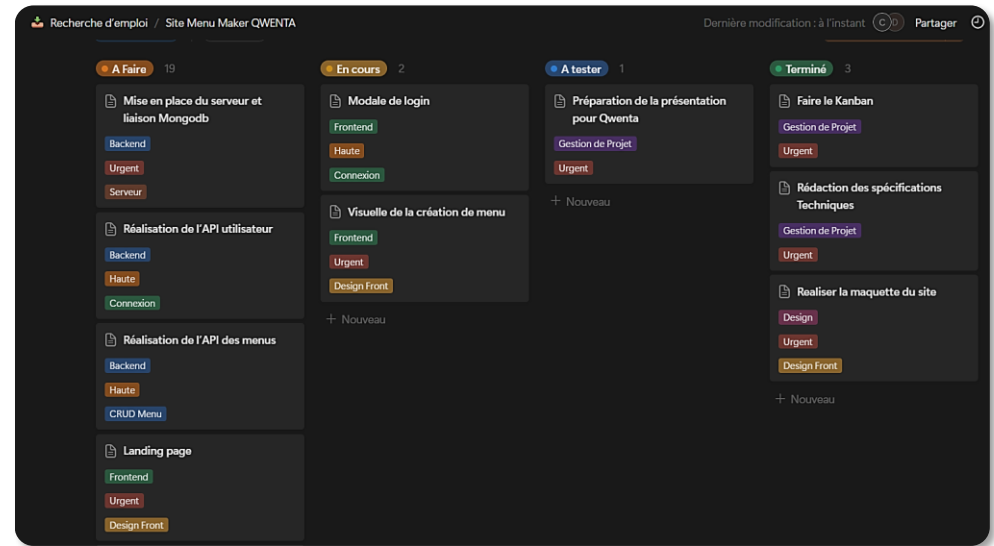 Recherche d'emploi / Site Menu Maker QWENTA
Dernière modification : à l'instant C D Partager
A Faire 19
Mise en place du serveur et
liaison Mongodb
Backend
Urgent
Serveur
Réalisation de l'API utilisateur
Backend
Haute
Connexion
Réalisation de l'API des menus
Backend
Haute
CRUD Menu
Landing page
Frontend
Urgent
Design Front
En cours 2
Modale de login
Frontend
Haute
Connexion
Visuelle de la création de menu
Frontend
Urgent
Design Front
+ Nouveau
A tester 1
Préparation de la présentation
pour Qwenta
Gestion de Projet
Urgent
+ Nouveau
Terminé 3
Faire le Kanban
Gestion de Projet
Urgent
Rédaction des spécifications
Techniques
Gestion de Projet
Urgent
Realiser la maquette du site
Design
Urgent
Design Front
+ Nouveau